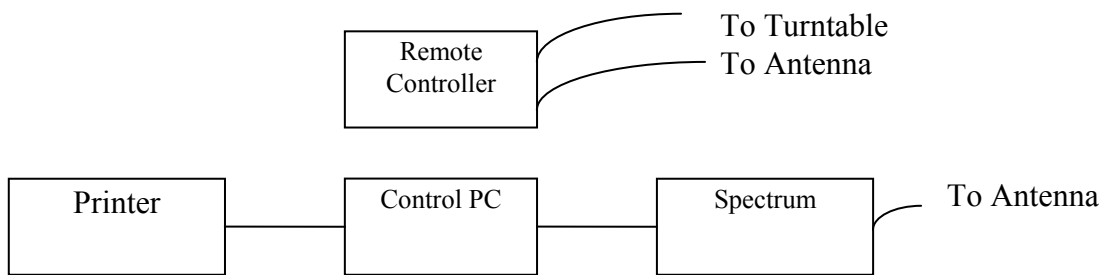 Remote
Controller
To Turntable
To Antenna
Printer
Control PC
Spectrum
To Antenna